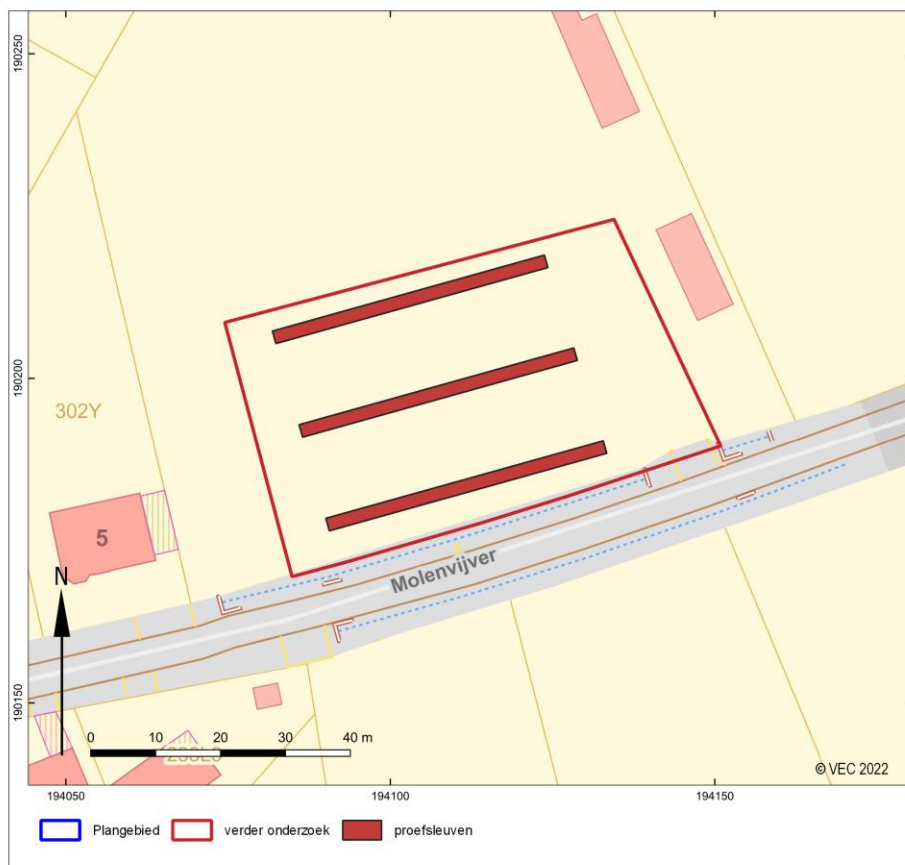 190250
190200
302Y
5
N
Molenvijver
190150
0 10 20 30 40 m
© VEC 2022
194050 194100 194150
Plangebied verder onderzoek proefsleuven